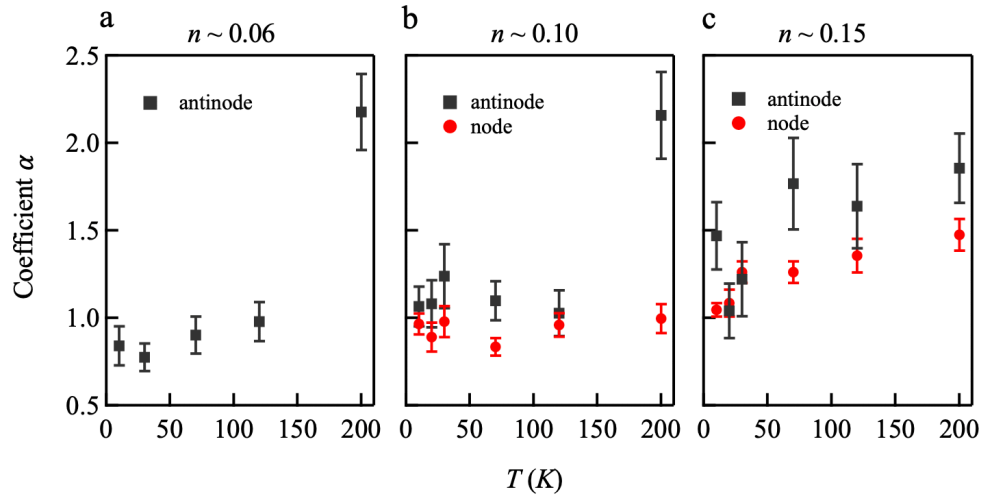 a
n ~ 0.06
b
n ~ 0.10
c
n ~ 0.15
2.5
2.0
1.5
1.0
0.5
Coefficient α
antinode
antinode
node
antinode
node
0 50 100 150 200
0 50 100 150 200
0 50 100 150 200
T (K)